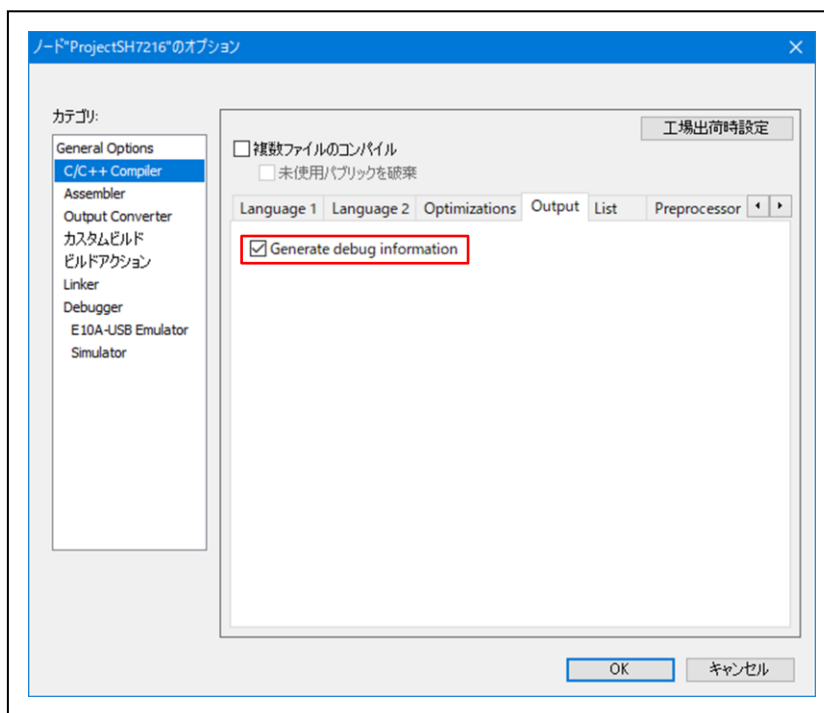 ノード"ProjectSH7216"のオプション
カテゴリ:
General Options
C/C++ Compiler
Assembler
Output Converter
カスタムビルド
ビルドアクション
Linker
Debugger
E10A-USB Emulator
Simulator
工場出荷時設定
複数ファイルのコンパイル
未使用パブリックを破棄
Language 1 Language 2 Optimizations Output List Preprocessor
Generate debug information
OK キャンセル